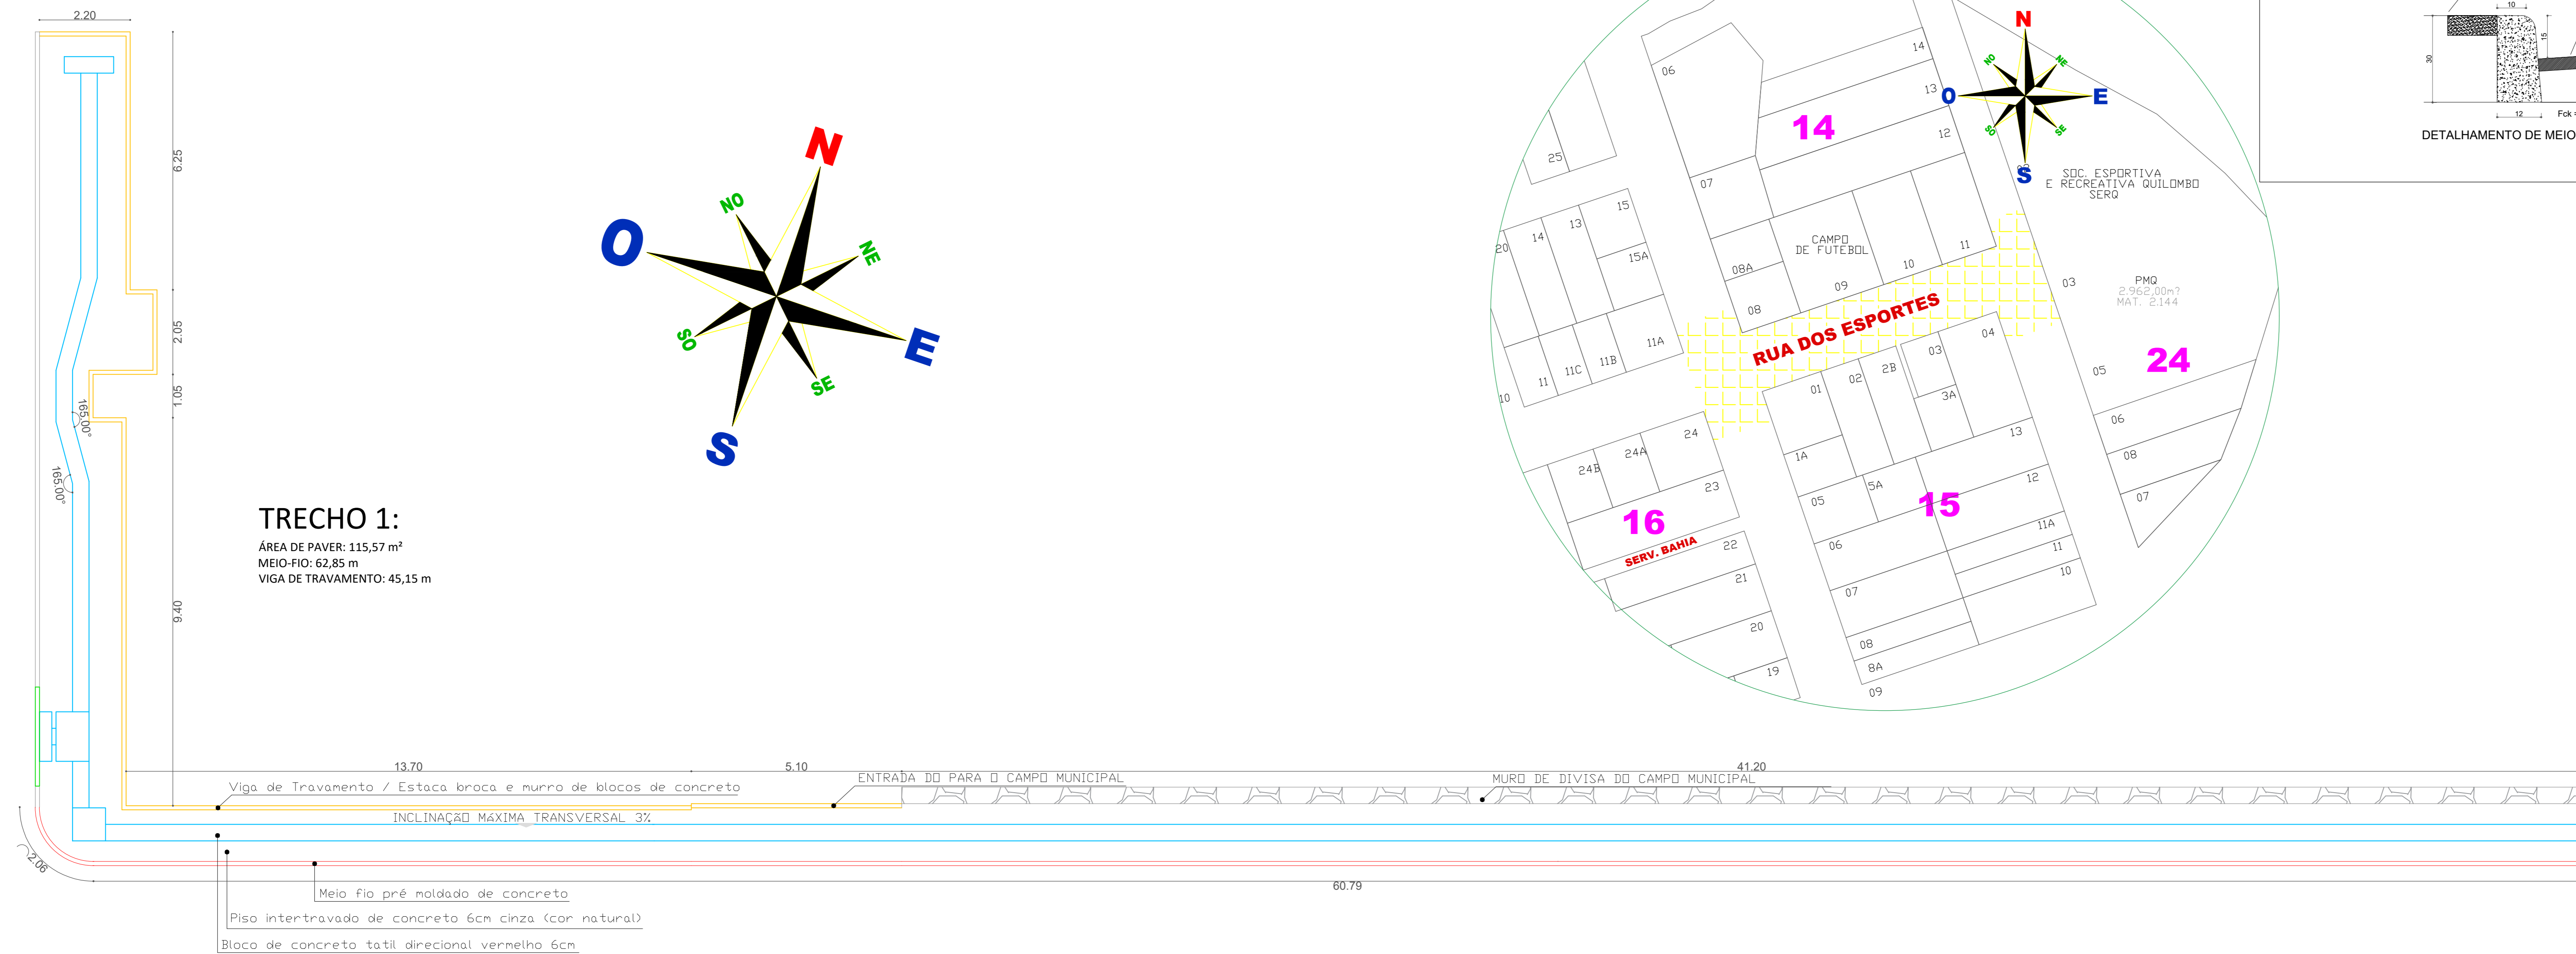 2.20
6.25
2.05
1.05
9.40
165.00°
165.00°
N
NO
NE
O
E
SO
SE
S
TRECHO 1:
ÁREA DE PAVER: 115,57 m²
MEIO-FIO: 62,85 m
VIGA DE TRAVAMENTO: 45,15 m
13.70
5.10
41.20
Viga de Travamento / Estaca broca e murro de blocos de concreto
ENTRADA DO PARA O CAMPO MUNICIPAL
MURO DE DIVISA DO CAMPO MUNICIPAL
INCLINAÇÃO MÁXIMA TRANSVERSAL 3%
2.06
60.79
Meio fio pré moldado de concreto
Piso intertravado de concreto 6cm cinza (cor natural)
Bloco de concreto tatil direcional vermelho 6cm
06
14
13
12
14
07
25
15
13
14
20
15A
08A
CAMPO
DE FUTEBOL
11
10
09
08
11A
11B
11C
11
10
RUA DOS ESPORTES
N
NO
NE
O
E
SO
SE
S
SOC. ESPORTIVA
E RECREATIVA QUILOMBO
SERQ
03
PMQ
2.962,00m?
MAT. 2.144
24
05
06
08
07
04
03
2B
02
01
3A
1A
13
12
5A
05
15
11A
06
11
10
07
08
8A
09
24
24A
24B
23
16
SERV. BAHIA
22
21
20
19
10
15
30
12
Fck =
DETALHAMENTO DE MEIO